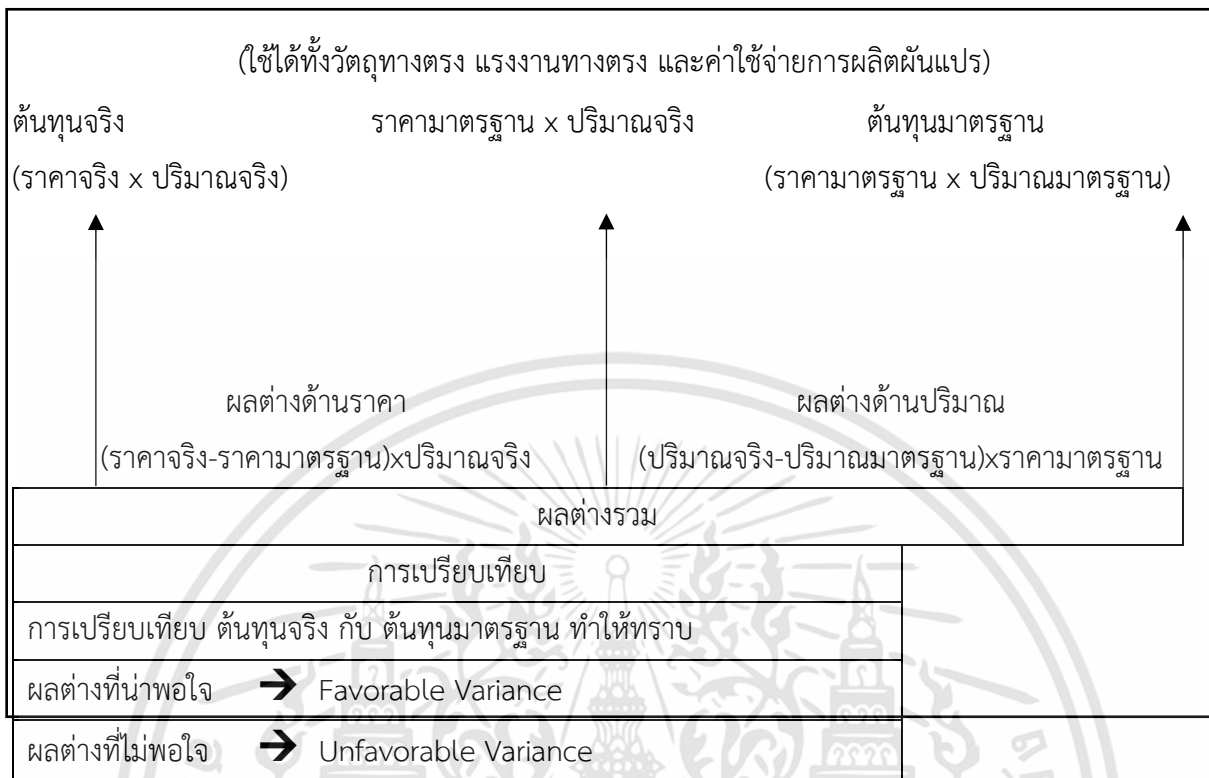 (ใช้ได้ทั้งวัตถุทางตรง แรงงานทางตรง และค่าใช้จ่ายการผลิตผันแปร)
ต้นทุนจริง ราคามาตรฐาน x ปริมาณจริง ต้นทุนมาตรฐาน
(ราคาจริง x ปริมาณจริง) (ราคามาตรฐาน x ปริมาณมาตรฐาน)
ผลต่างด้านราคา ผลต่างด้านปริมาณ
(ราคาจริง-ราคามาตรฐาน)xปริมาณจริง (ปริมาณจริง-ปริมาณมาตรฐาน)xราคามาตรฐาน
ผลต่างรวม
การเปรียบเทียบ
การเปรียบเทียบ ต้นทุนจริง กับ ต้นทุนมาตรฐาน ทำให้ทราบ
ผลต่างที่น่าพอใจ ➔ Favorable Variance
ผลต่างที่ไม่พอใจ ➔ Unfavorable Variance